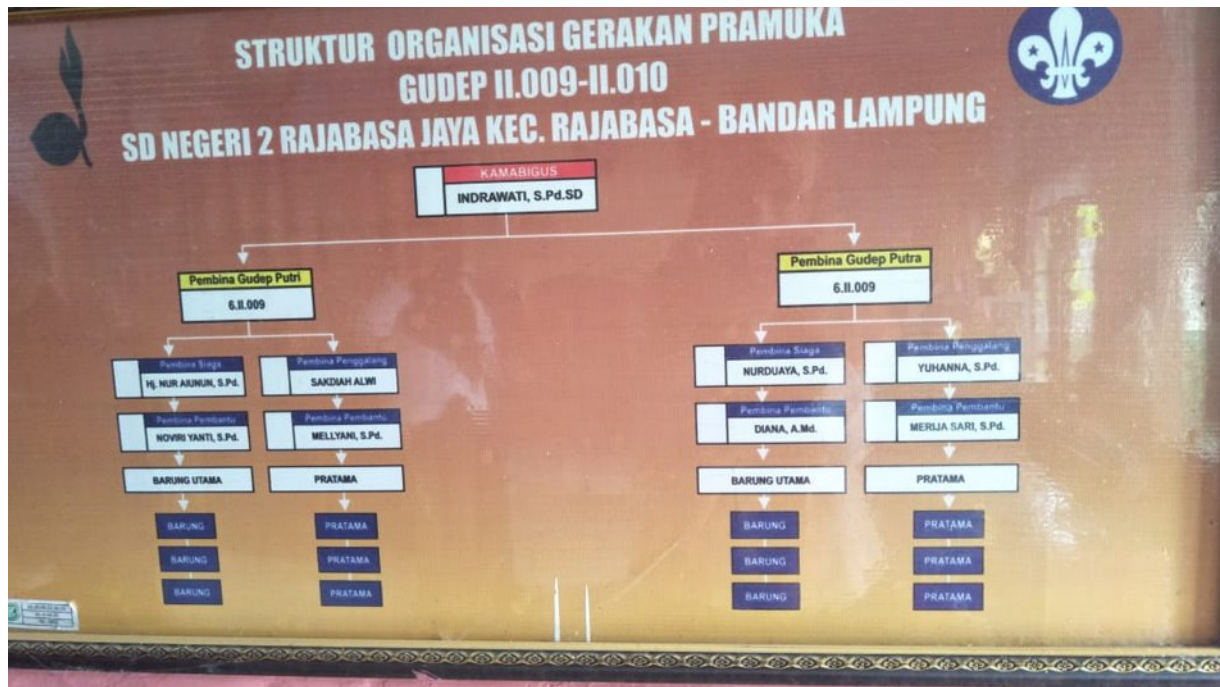 STRUKTUR ORGANISASI GERAKAN PRAMUKA
GUDEP II.009-II.010
SD NEGERI 2 RAJABASA JAYA KEC. RAJABASA - BANDAR LAMPUNG
KAMABIGUS
INDRAWATI, S.Pd.SD
Pembina Gudep Putri
6.II.009
Pembina Siaga
Hj. NUR AIUNUN, S.Pd.
Pembina Pembantu
NOVIRI YANTI, S.Pd.
BARUNG UTAMA
BARUNG
BARUNG
BARUNG
Pembina Penggalang
SAKDIAH ALWI
Pembina Pembantu
MELLYANI, S.Pd.
PRATAMA
PRATAMA
PRATAMA
PRATAMA
Pembina Gudep Putra
6.II.009
Pembina Siaga
NURDUAYA, S.Pd.
Pembina Pembantu
DIANA, A.Md.
BARUNG UTAMA
BARUNG
BARUNG
BARUNG
Pembina Penggalang
YUHANNA, S.Pd.
Pembina Pembantu
MERIJA SARI, S.Pd.
PRATAMA
PRATAMA
PRATAMA
PRATAMA